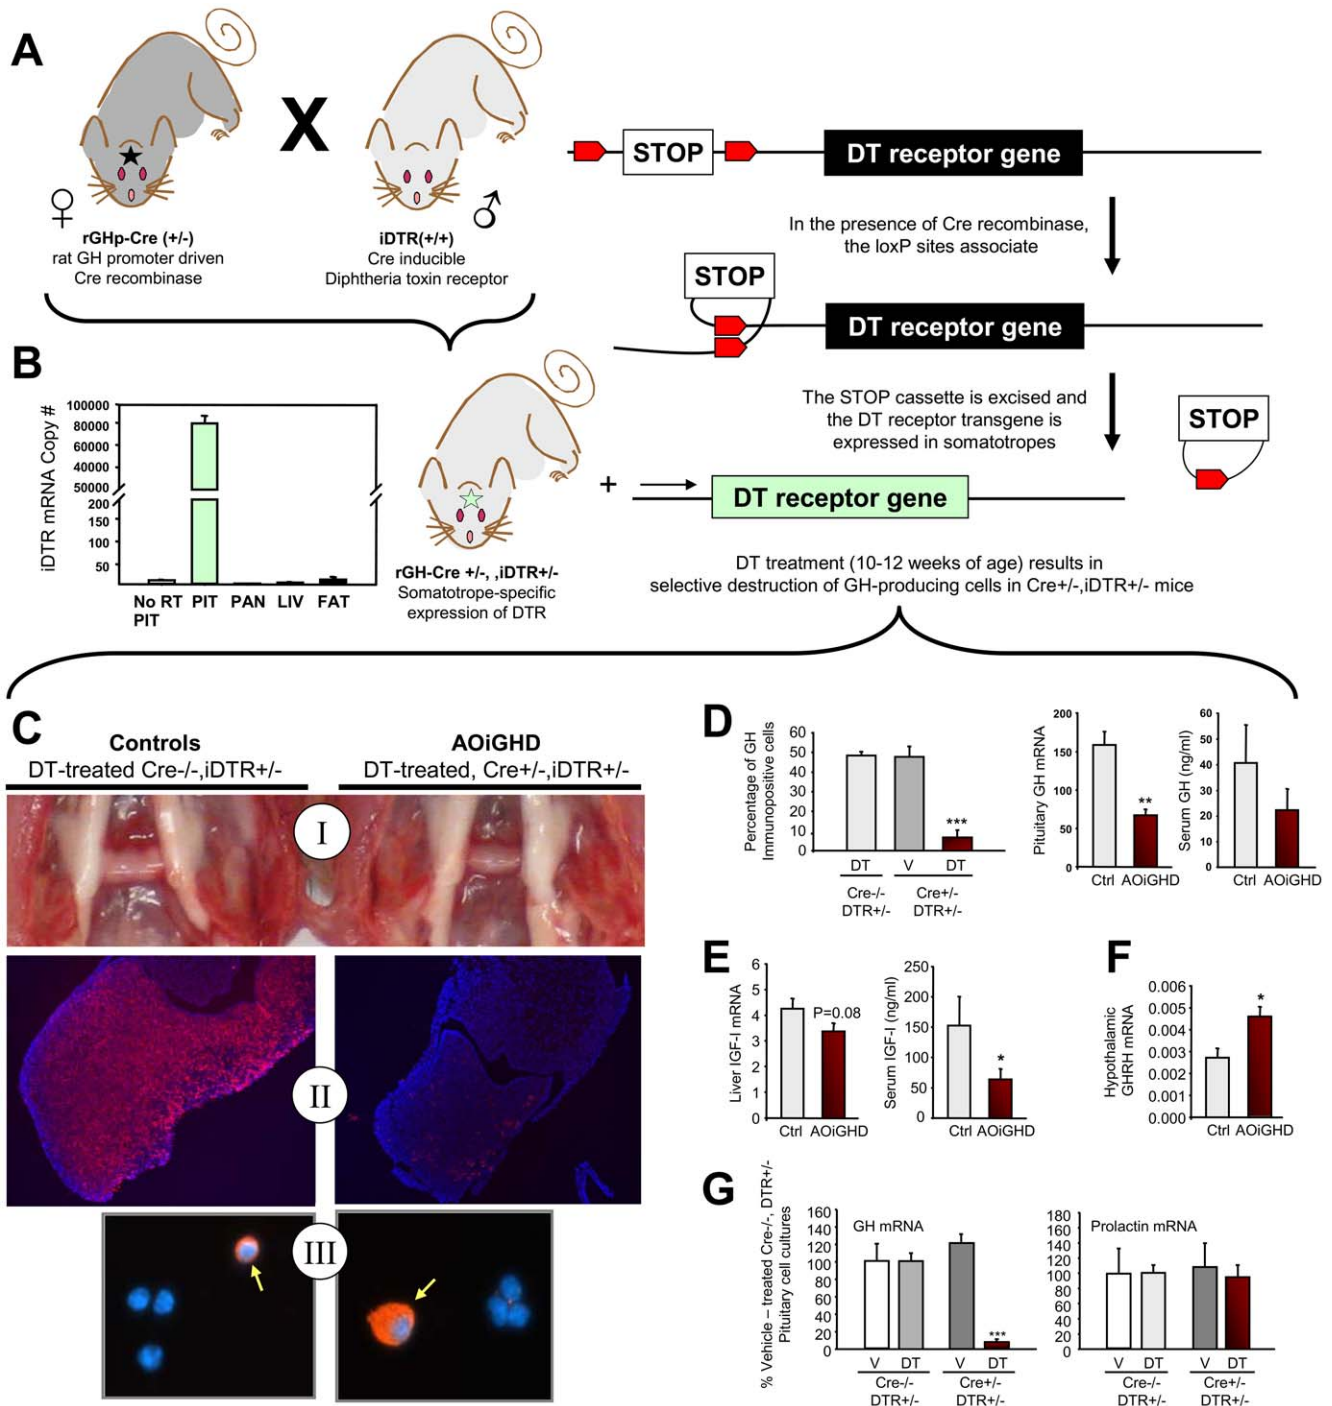 A
X
♀
♂
rGHp-Cre (+/-)
rat GH promoter driven
Cre recombinase
iDTR(+/+)
Cre inducible
Diphtheria toxin receptor
STOP
DT receptor gene
In the presence of Cre recombinase,
the loxP sites associate
STOP
DT receptor gene
The STOP cassette is excised and
the DT receptor transgene is
expressed in somatotropes
STOP
+
DT receptor gene
DT treatment (10-12 weeks of age) results in
selective destruction of GH-producing cells in Cre+/-,iDTR+/- mice
B
iDTR mRNA Copy #
100000
80000
60000
40000
50000
200
150
100
50
No RT
PIT
PIT
PAN
LIV
FAT
rGH-Cre +/-, ,iDTR+/-
Somatotrope-specific
expression of DTR
C
Controls
DT-treated Cre-/-,iDTR+/-
AOiGHD
DT-treated, Cre+/-,iDTR+/-
I
II
III
D
Percentage of GH
Immunopositive cells
60
50
40
30
20
10
0
***
DT
V
DT
Cre-/-
DTR+/-
Cre+/-
DTR+/-
Pituitary GH mRNA
200
150
100
50
0
**
Ctrl AOiGHD
Serum GH (ng/ml)
60
50
40
30
20
10
0
Ctrl AOiGHD
E
Liver IGF-I mRNA
6
5
4
3
2
1
0
P=0.08
Ctrl AOiGHD
Serum IGF-I (ng/ml)
250
200
150
100
50
0
*
Ctrl AOiGHD
F
Hypothalamic
GHRH mRNA
0.006
0.005
0.004
0.003
0.002
0.001
0.000
*
Ctrl AOiGHD
G
% Vehicle – treated Cre-/-, DTR+/-
Pituitary cell cultures
160
140
120
100
80
60
40
20
0
GH mRNA
***
V DT V DT
Cre-/-
DTR+/-
Cre+/-
DTR+/-
180
160
140
120
100
80
60
40
20
0
Prolactin mRNA
V DT V DT
Cre-/-
DTR+/-
Cre+/-
DTR+/-